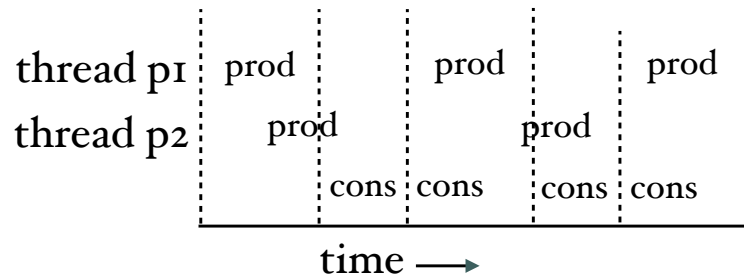 thread p1 prod prod prod
thread p2 prod prod
cons cons cons cons
time